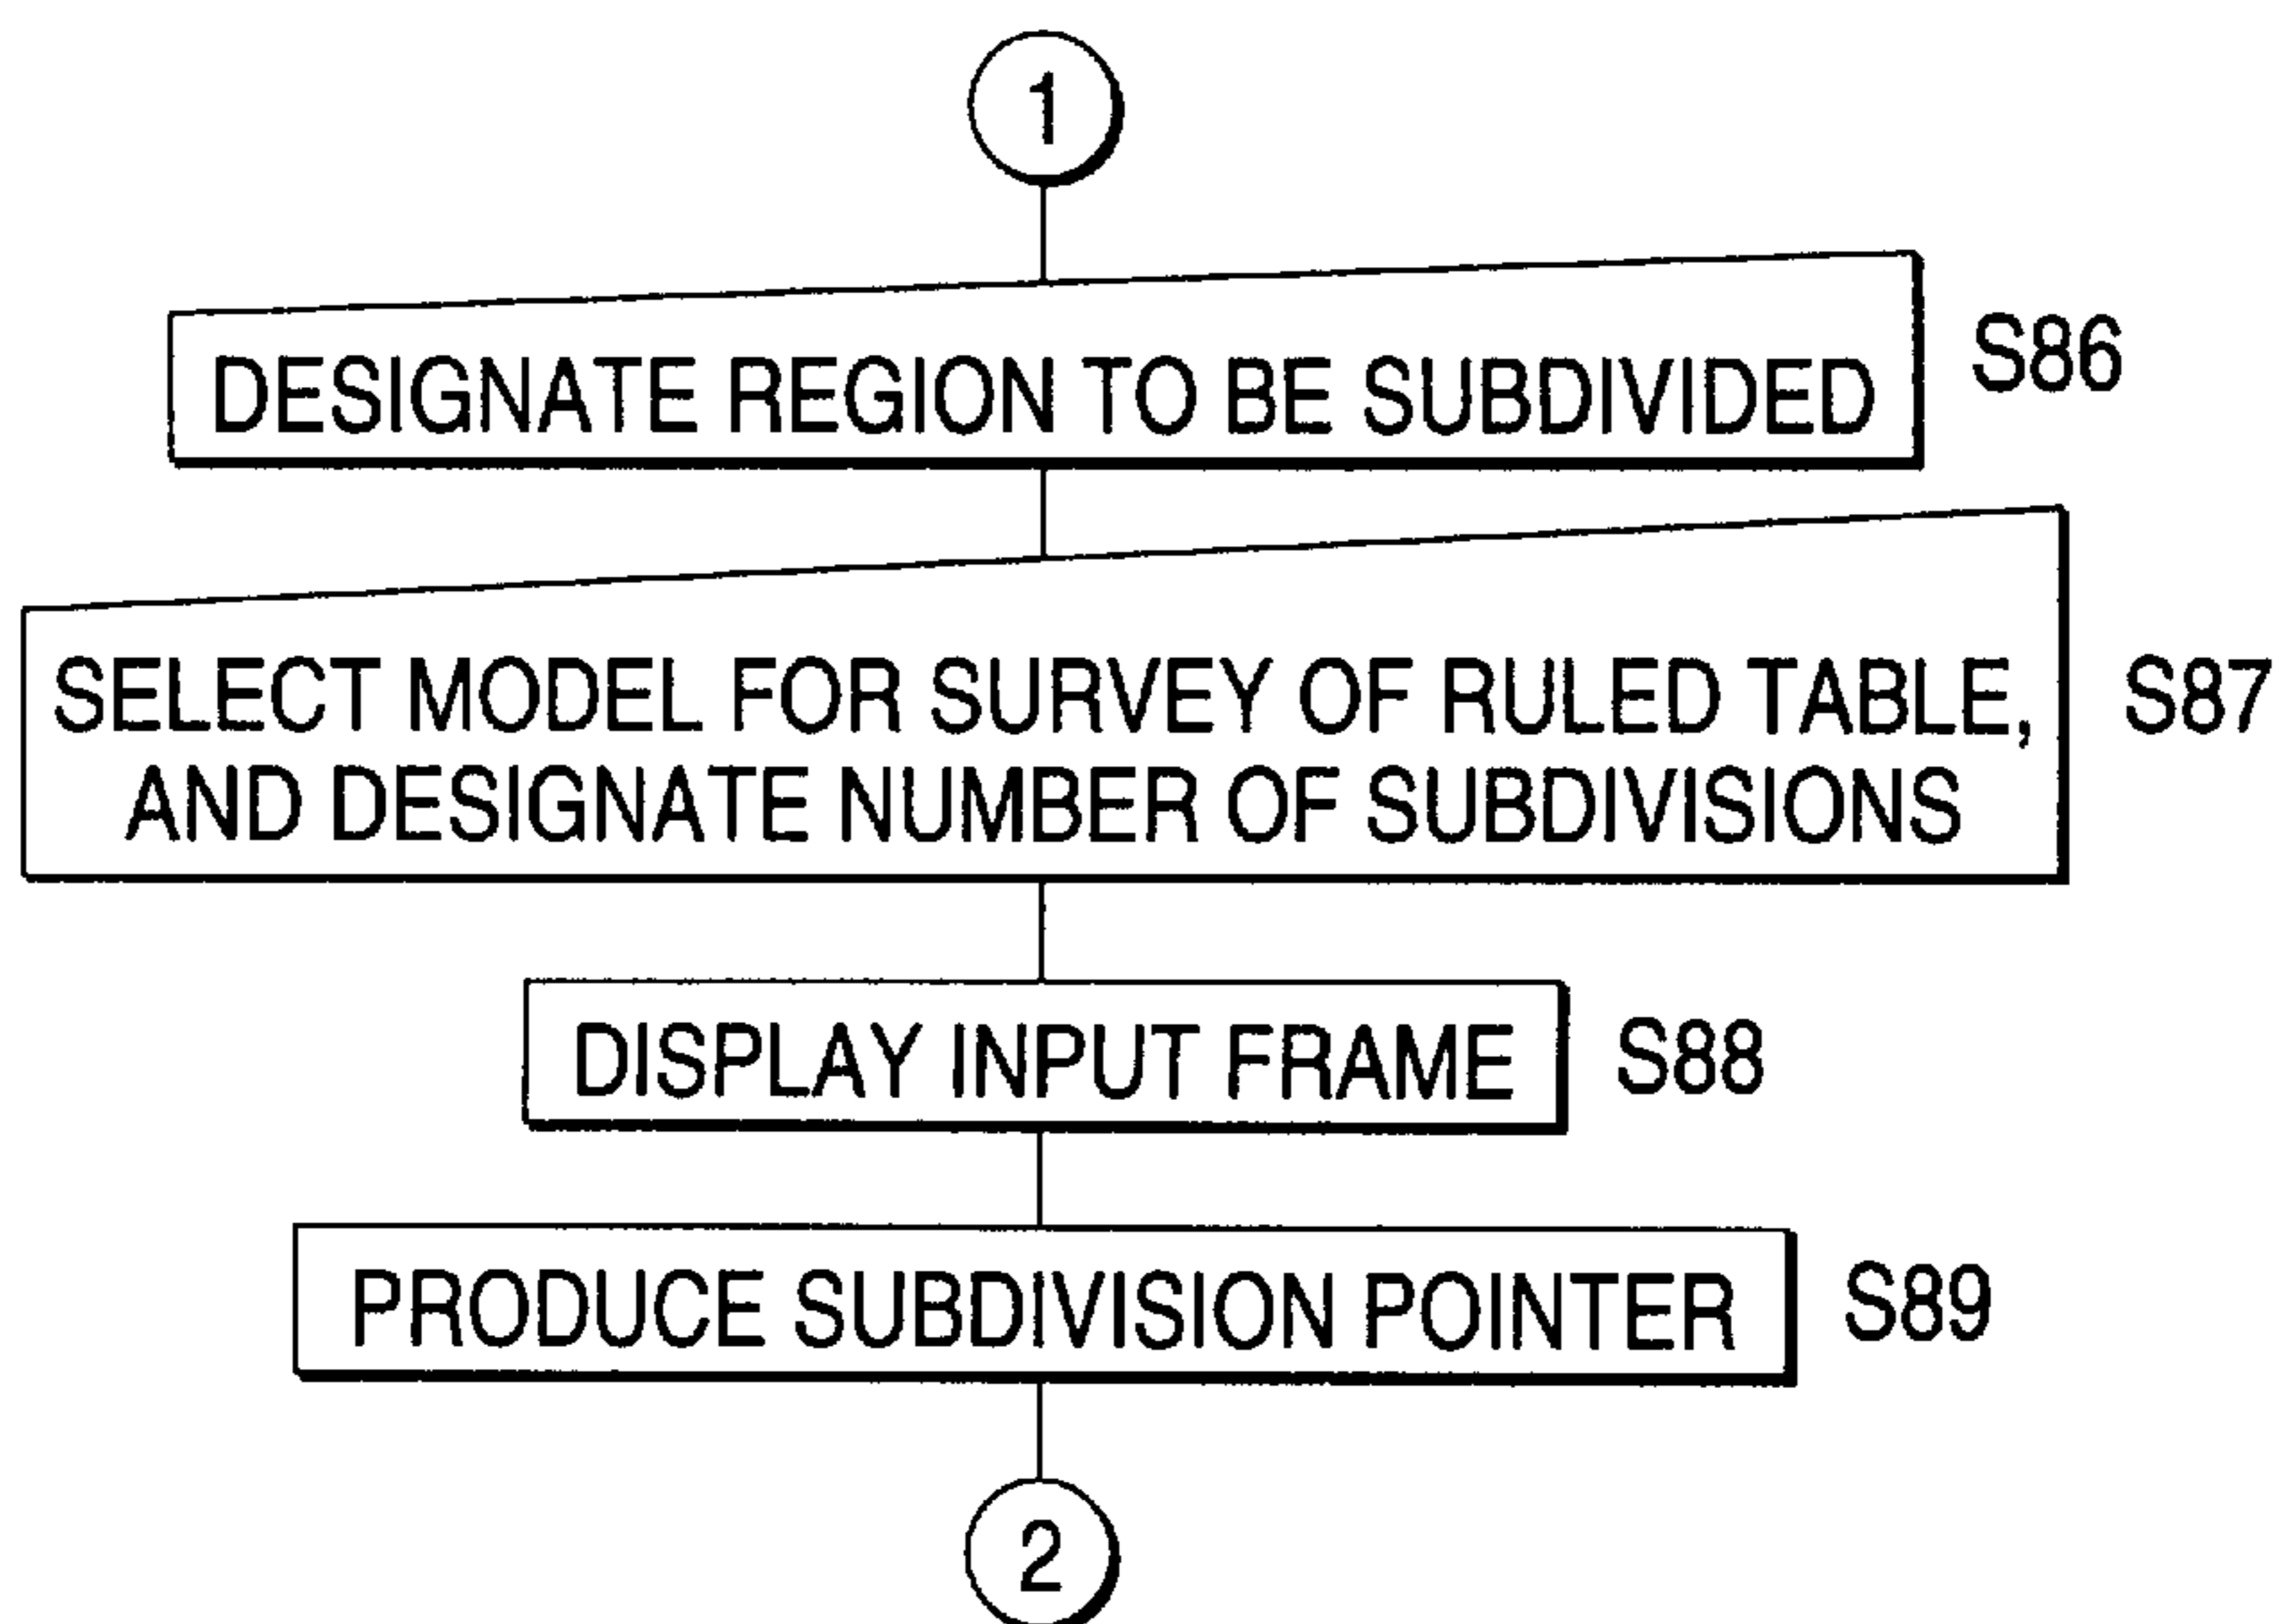 1
DESIGNATE REGION TO BE SUBDIVIDED
S86
SELECT MODEL FOR SURVEY OF RULED TABLE,
AND DESIGNATE NUMBER OF SUBDIVISIONS
S87
DISPLAY INPUT FRAME
S88
PRODUCE SUBDIVISION POINTER
S89
2